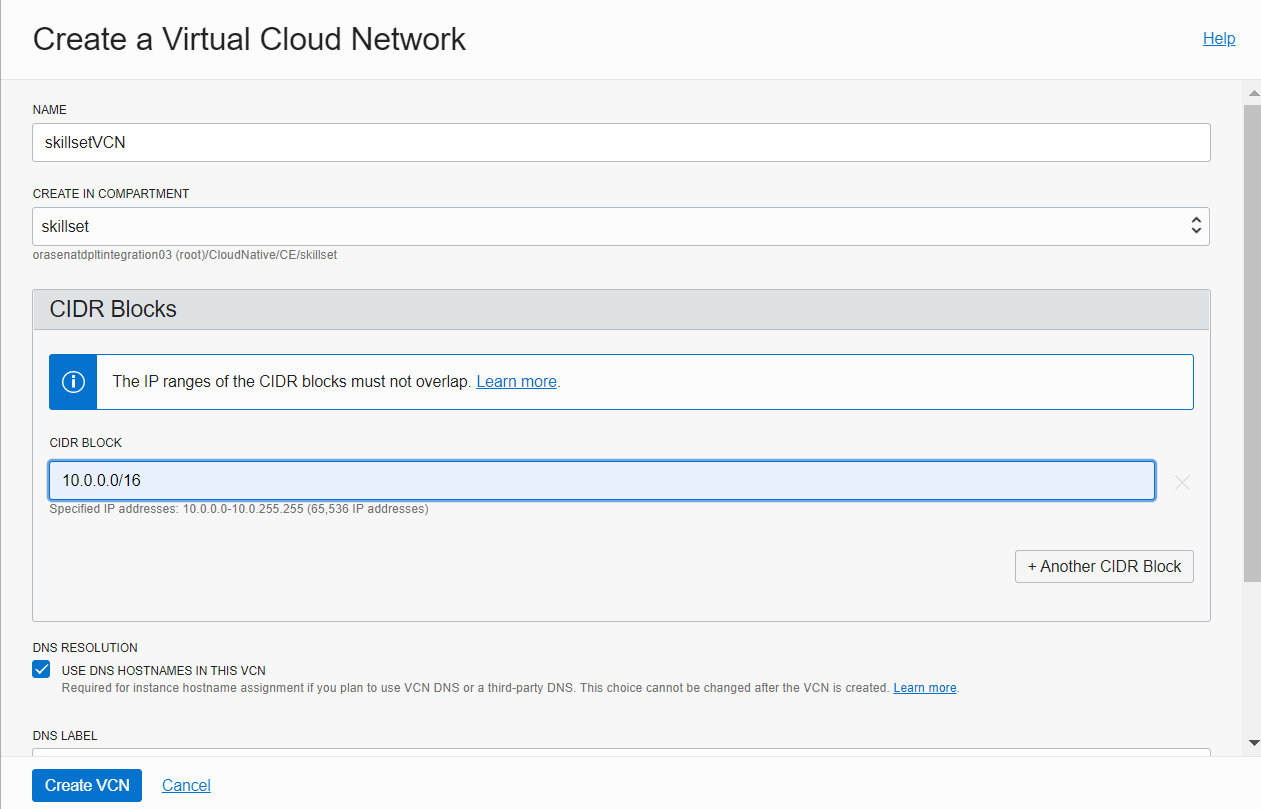 Create a Virtual Cloud Network
Help
NAME
skillsetVCN
CREATE IN COMPARTMENT
skillset
orasenatdpltintegration03 (root)/CloudNative/CE/skillset
CIDR Blocks
The IP ranges of the CIDR blocks must not overlap. Learn more.
CIDR BLOCK
10.0.0.0/16
Specified IP addresses: 10.0.0.0-10.0.255.255 (65,536 IP addresses)
+ Another CIDR Block
DNS RESOLUTION
USE DNS HOSTNAMES IN THIS VCN
Required for instance hostname assignment if you plan to use VCN DNS or a third-party DNS. This choice cannot be changed after the VCN is created. Learn more.
DNS LABEL
Create VCN Cancel